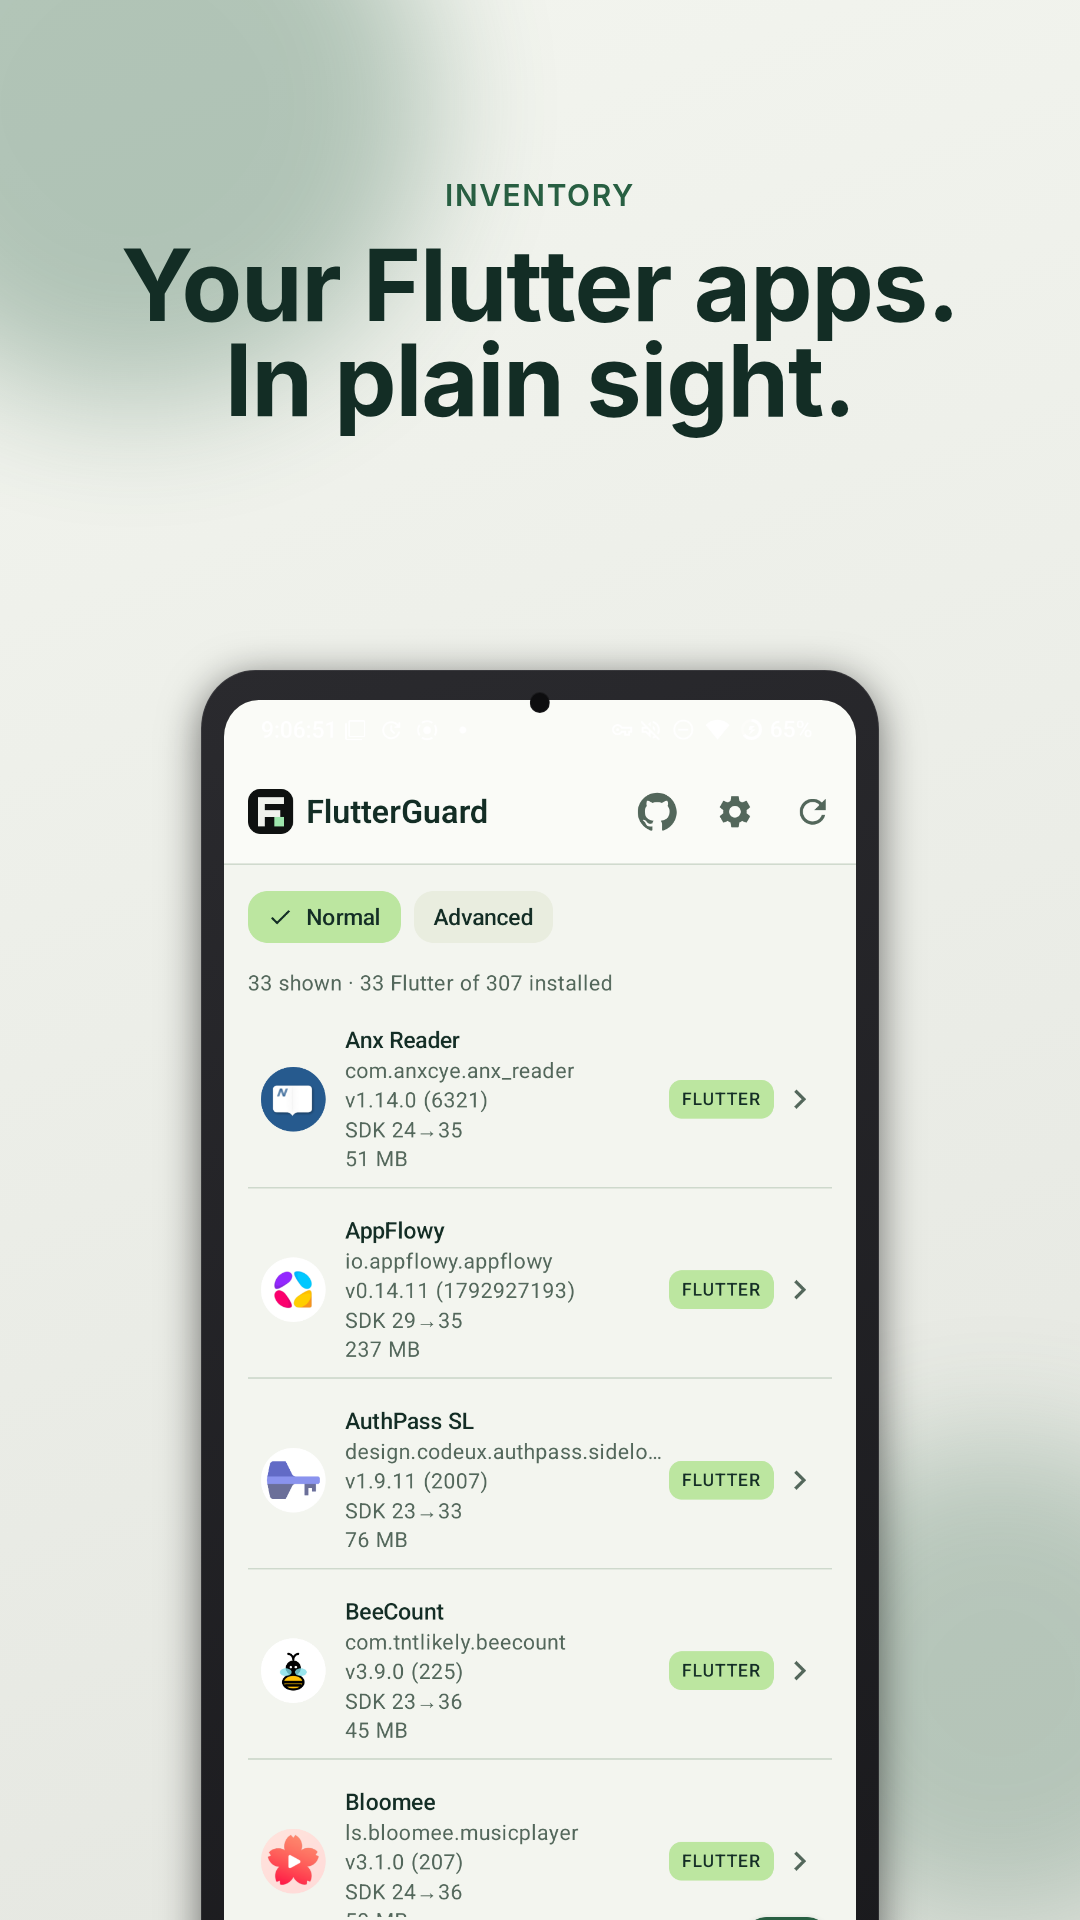 INVENTORY
Your Flutter apps.
In plain sight.
9:06:51 65%
FlutterGuard
Normal Advanced
33 shown · 33 Flutter of 307 installed
Anx Reader
com.anxcye.anx_reader
v1.14.0 (6321)
SDK 24→35
51 MB
FLUTTER
AppFlowy
io.appflowy.appflowy
v0.14.11 (1792927193)
SDK 29→35
237 MB
FLUTTER
AuthPass SL
design.codeux.authpass.sidelo...
v1.9.11 (2007)
SDK 23→33
76 MB
FLUTTER
BeeCount
com.tntlikely.beecount
v3.9.0 (225)
SDK 23→36
45 MB
FLUTTER
Bloomee
ls.bloomee.musicplayer
v3.1.0 (207)
SDK 24→36
FLUTTER